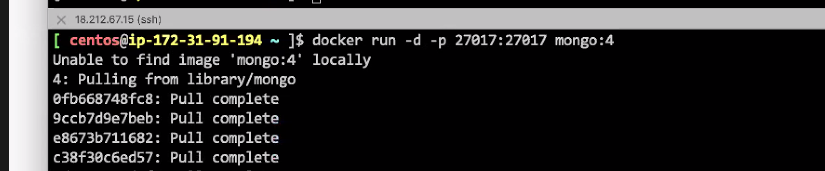 18.212.67.15 (ssh)
[ centos@ip-172-31-91-194 ~ ]$ docker run -d -p 27017:27017 mongo:4
Unable to find image 'mongo:4' locally
4: Pulling from library/mongo
0fb668748fc8: Pull complete
9ccb7d9e7beb: Pull complete
e8673b711682: Pull complete
c38f30c6ed57: Pull complete